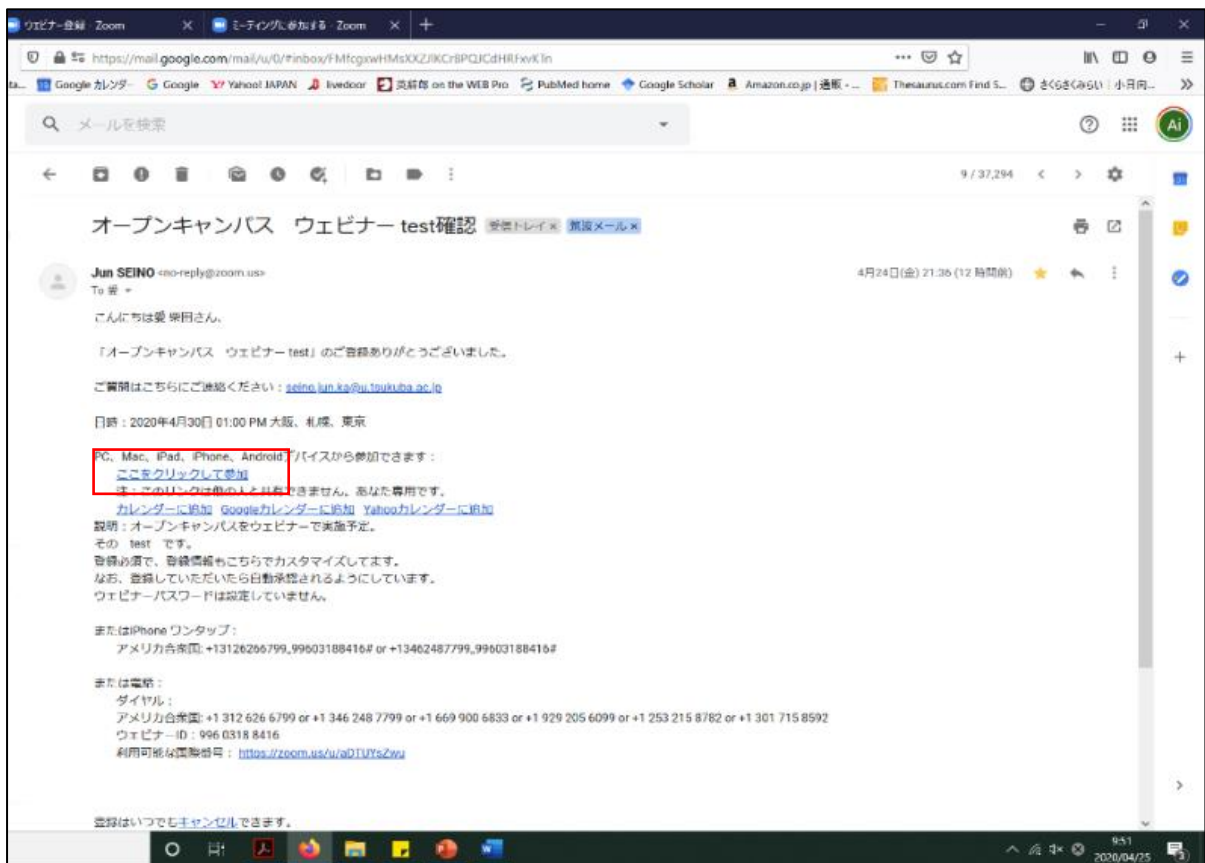 ウエビナー登録 - Zoom
ミーティングに参加する - Zoom
https://mail.google.com/mail/u/0/#inbox/
Google カレンダー Google Yahoo! JAPAN livedoor 英辞郎 on the WEB Pro PubMed home Google Scholar Amazon.co.jp | 通販 - ... Thesaurus.com Find S... さくらさくみらい | 小日向...
メールを検索
Ai
9 / 37,294
オープンキャンパス ウェビナー test確認 受信トレイ× 筑波メール×
Jun SEINO <no-reply@zoom.us>
4月24日(金) 21:36 (12 時間前)
To 愛
こんにちは愛 柴田さん、
「オープンキャンパス ウェビナー test」のご登録ありがとうございました。
ご質問はこちらにご連絡ください : seino.jun.ka@u.tsukuba.ac.jp
日時 : 2020年4月30日 01:00 PM 大阪、札幌、東京
PC、Mac、iPad、iPhone、Androidデバイスから参加できます :
ここをクリックして参加
注 : このリンクは他の人と共有できません。あなた専用です。
カレンダーに追加 Googleカレンダーに追加 Yahooカレンダーに追加
説明 : オープンキャンパスをウェビナーで実施予定。
その test です。
登録必須で、登録情報もこちらでカスタマイズしてます。
なお、登録していただいたら自動承認されるようにしています。
ウェビナーパスワードは設定していません。
またはiPhone ワンタップ :
アメリカ合衆国: +13126266799,,99603188416# or +13462487799,,99603188416#
または電話 :
ダイヤル :
アメリカ合衆国: +1 312 626 6799 or +1 346 248 7799 or +1 669 900 6833 or +1 929 205 6099 or +1 253 215 8782 or +1 301 715 8592
ウェビナーID : 996 0318 8416
利用可能な国際番号 : https://zoom.us/u/aDTUYsZwu
登録はいつでもキャンセルできます。
9:51
2020/04/25